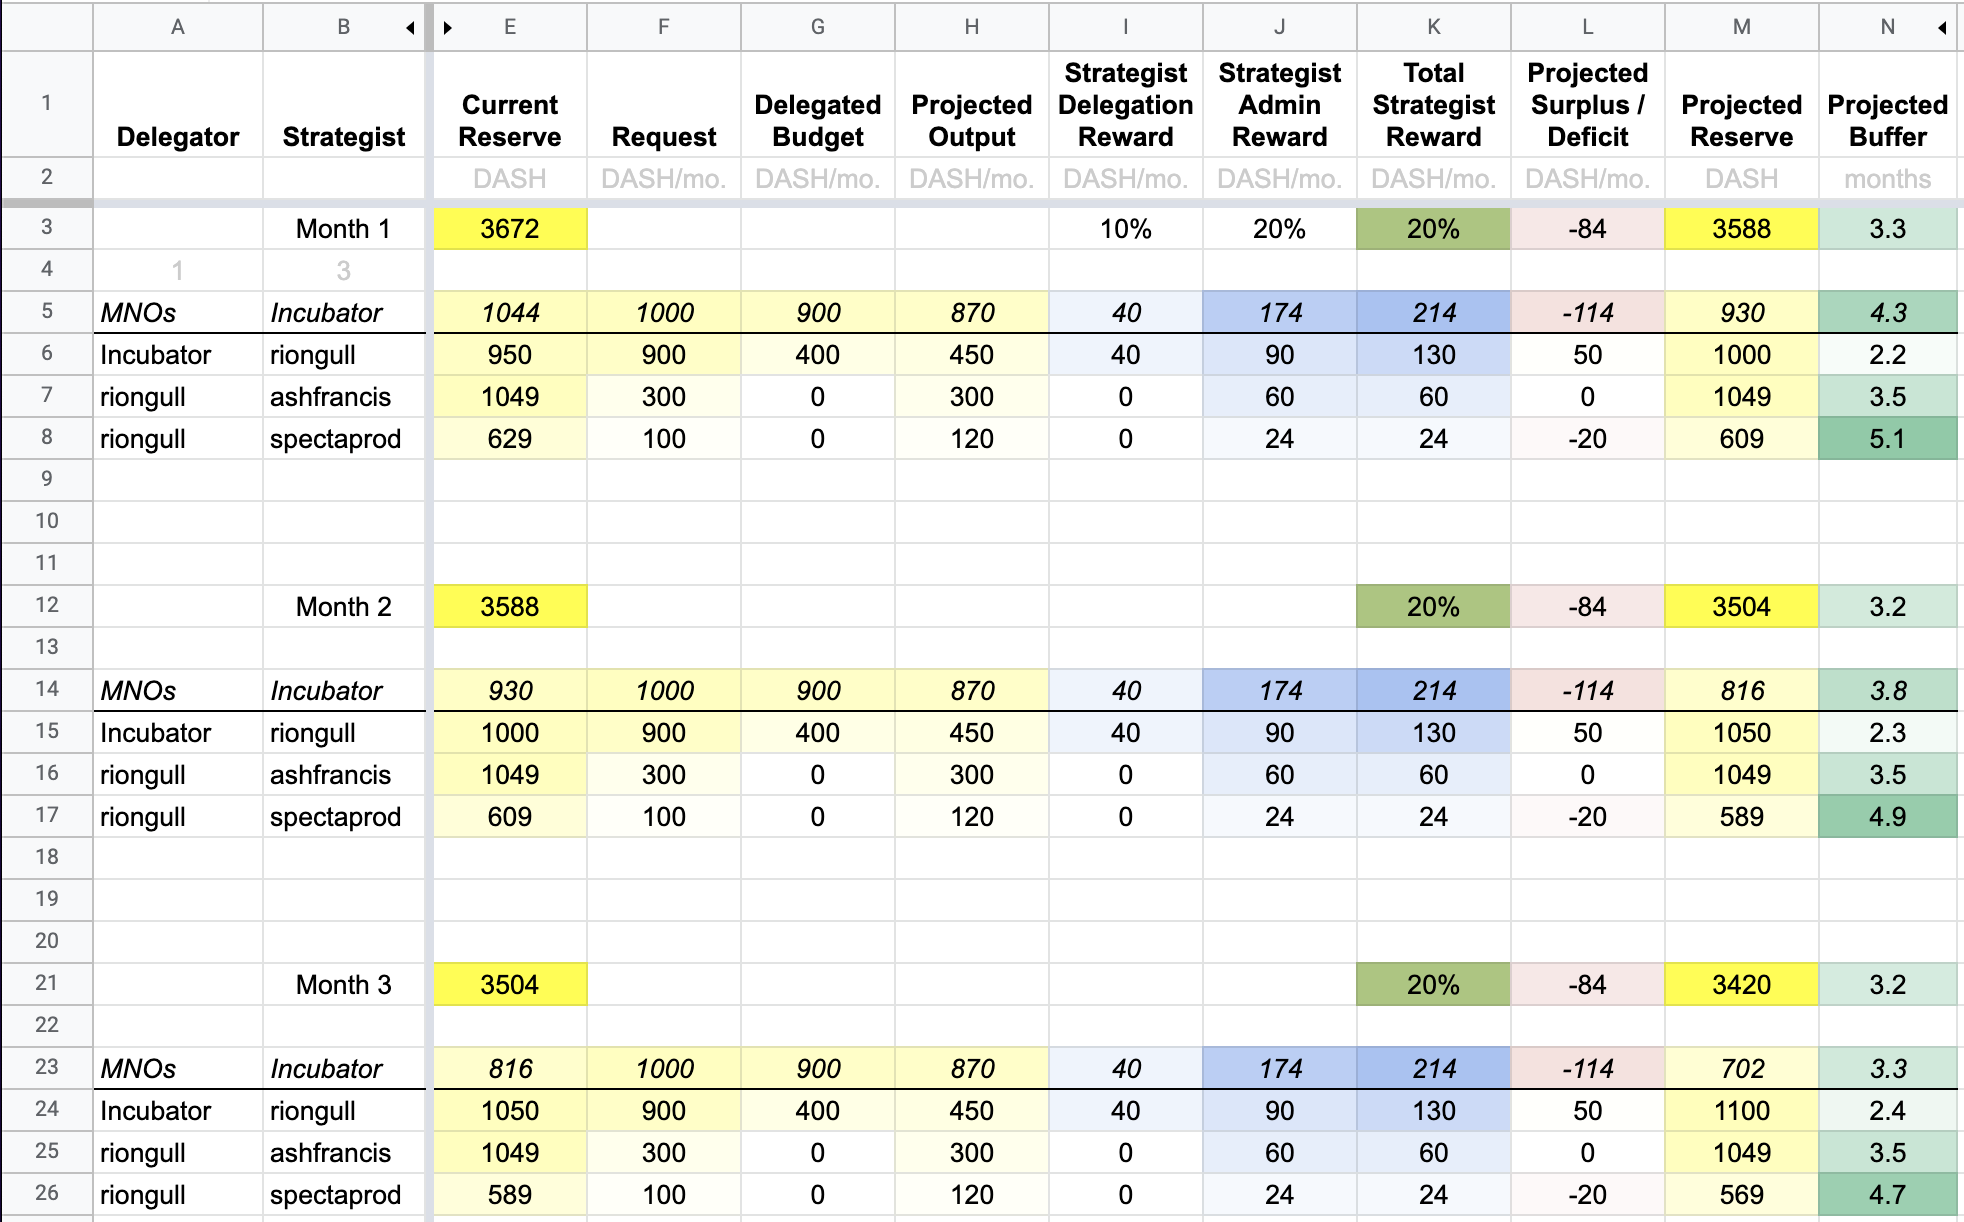 A B E F G H I J K L M N
1 Delegator Strategist Current Reserve Request Delegated Budget Projected Output Strategist Delegation Reward Strategist Admin Reward Total Strategist Reward Projected Surplus / Deficit Projected Reserve Projected Buffer
2 DASH DASH/mo. DASH/mo. DASH/mo. DASH/mo. DASH/mo. DASH/mo. DASH/mo. DASH months
3 Month 1 3672 10% 20% 20% -84 3588 3.3
4 1 3
5 MNOs Incubator 1044 1000 900 870 40 174 214 -114 930 4.3
6 Incubator riongull 950 900 400 450 40 90 130 50 1000 2.2
7 riongull ashfrancis 1049 300 0 300 0 60 60 0 1049 3.5
8 riongull spectaprod 629 100 0 120 0 24 24 -20 609 5.1
9
10
11
12 Month 2 3588 20% -84 3504 3.2
13
14 MNOs Incubator 930 1000 900 870 40 174 214 -114 816 3.8
15 Incubator riongull 1000 900 400 450 40 90 130 50 1050 2.3
16 riongull ashfrancis 1049 300 0 300 0 60 60 0 1049 3.5
17 riongull spectaprod 609 100 0 120 0 24 24 -20 589 4.9
18
19
20
21 Month 3 3504 20% -84 3420 3.2
22
23 MNOs Incubator 816 1000 900 870 40 174 214 -114 702 3.3
24 Incubator riongull 1050 900 400 450 40 90 130 50 1100 2.4
25 riongull ashfrancis 1049 300 0 300 0 60 60 0 1049 3.5
26 riongull spectaprod 589 100 0 120 0 24 24 -20 569 4.7